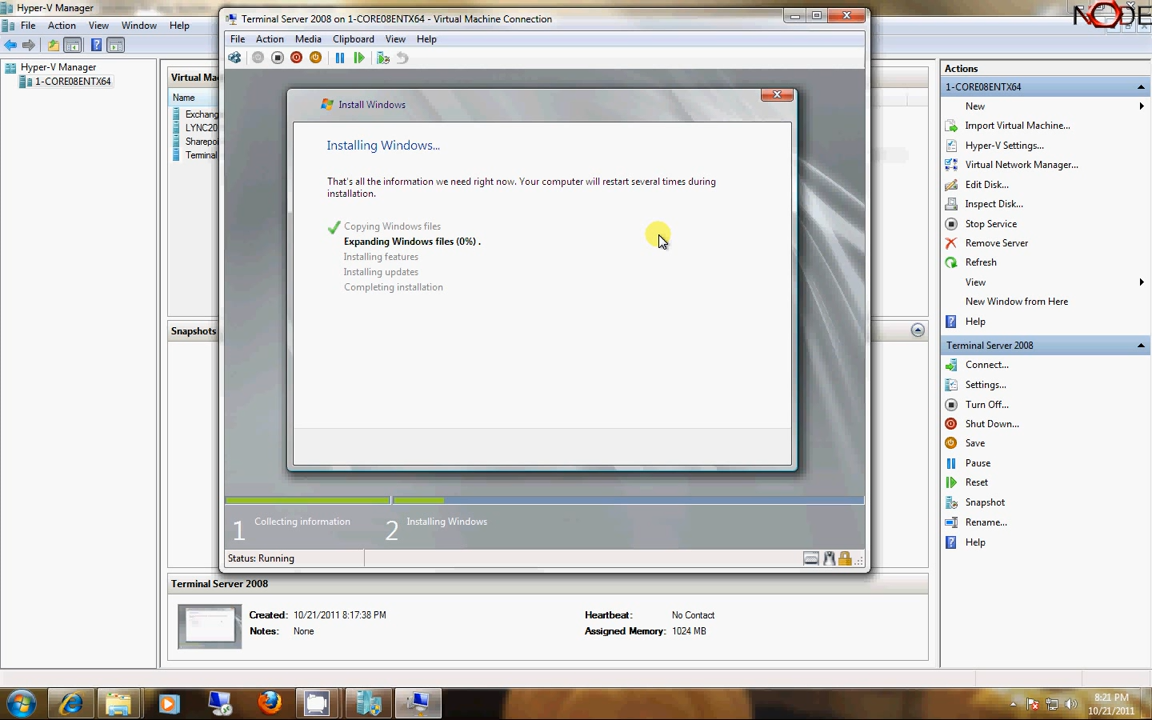 Hyper-V Manager
File Action View Window Help
NODE
Hyper-V Manager
1-CORE08ENTX64
Virtual Ma
Name
Exchan
LYNC20
Sharepo
Terminal
Snapshots
Terminal Server 2008 on 1-CORE08ENTX64 - Virtual Machine Connection
File Action Media Clipboard View Help
Install Windows
Installing Windows...
That's all the information we need right now. Your computer will restart several times during
installation.
Copying Windows files
Expanding Windows files (0%) .
Installing features
Installing updates
Completing installation
1 Collecting information 2 Installing Windows
Status: Running
Terminal Server 2008
Created: 10/21/2011 8:17:38 PM Heartbeat: No Contact
Notes: None Assigned Memory: 1024 MB
Actions
1-CORE08ENTX64
New
Import Virtual Machine...
Hyper-V Settings...
Virtual Network Manager...
Edit Disk...
Inspect Disk...
Stop Service
Remove Server
Refresh
View
New Window from Here
Help
Terminal Server 2008
Connect...
Settings...
Turn Off...
Shut Down...
Save
Pause
Reset
Snapshot
Rename...
Help
8:21 PM
10/21/2011